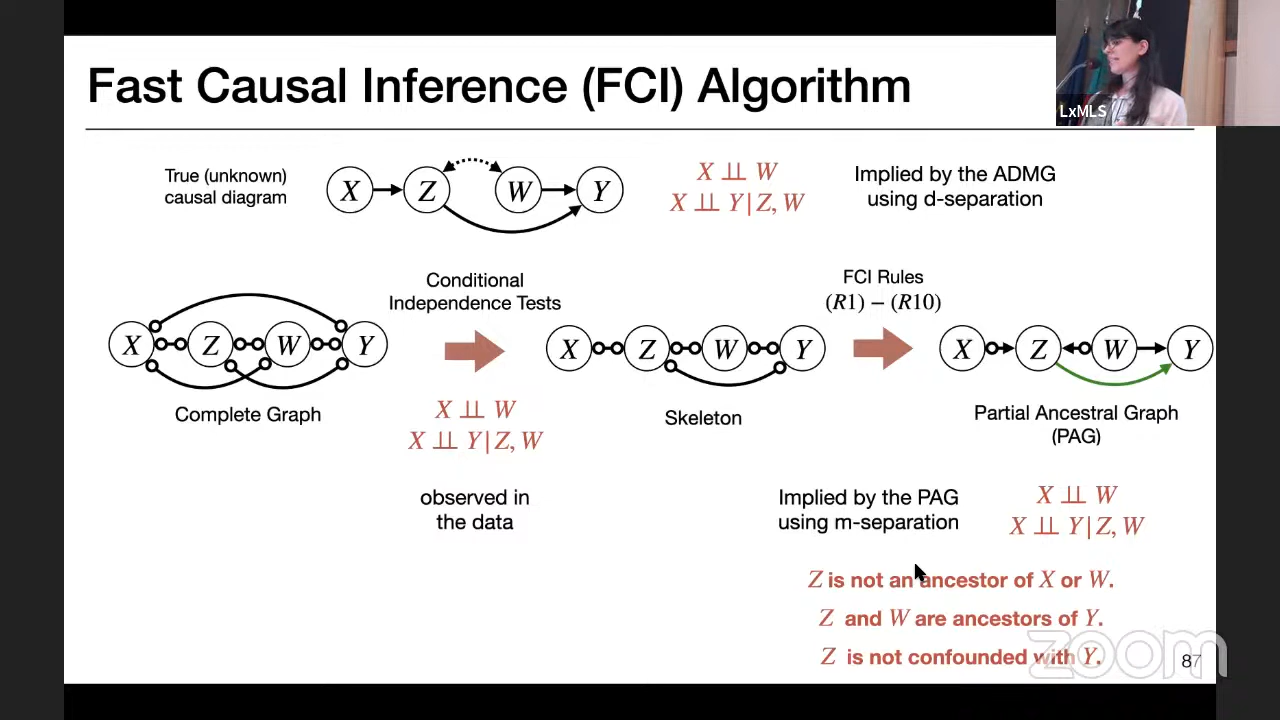 Fast Causal Inference (FCI) Algorithm
LxMLS
True (unknown)
causal diagram
X Z W Y
X ⫫ W
X ⫫ Y | Z, W
Implied by the ADMG
using d-separation
Conditional
Independence Tests
FCI Rules
(R1) − (R10)
X Z W Y
X Z W Y
X Z W Y
Complete Graph
X ⫫ W
X ⫫ Y | Z, W
Skeleton
Partial Ancestral Graph
(PAG)
observed in
the data
Implied by the PAG
using m-separation
X ⫫ W
X ⫫ Y | Z, W
Z is not an ancestor of X or W.
Z and W are ancestors of Y.
Z is not confounded with Y.
zoom
87